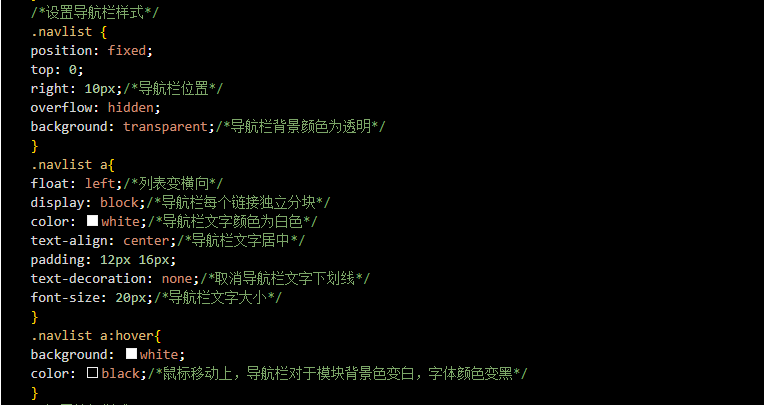 /*设置导航栏样式*/
.navlist {
position: fixed;
top: 0;
right: 10px;/*导航栏位置*/
overflow: hidden;
background: transparent;/*导航栏背景颜色为透明*/
}
.navlist a{
float: left;/*列表变横向*/
display: block;/*导航栏每个链接独立分块*/
color: white;/*导航栏文字颜色为白色*/
text-align: center;/*导航栏文字居中*/
padding: 12px 16px;
text-decoration: none;/*取消导航栏文字下划线*/
font-size: 20px;/*导航栏文字大小*/
}
.navlist a:hover{
background: white;
color: black;/*鼠标移动上，导航栏对于模块背景色变白，字体颜色变黑*/
}